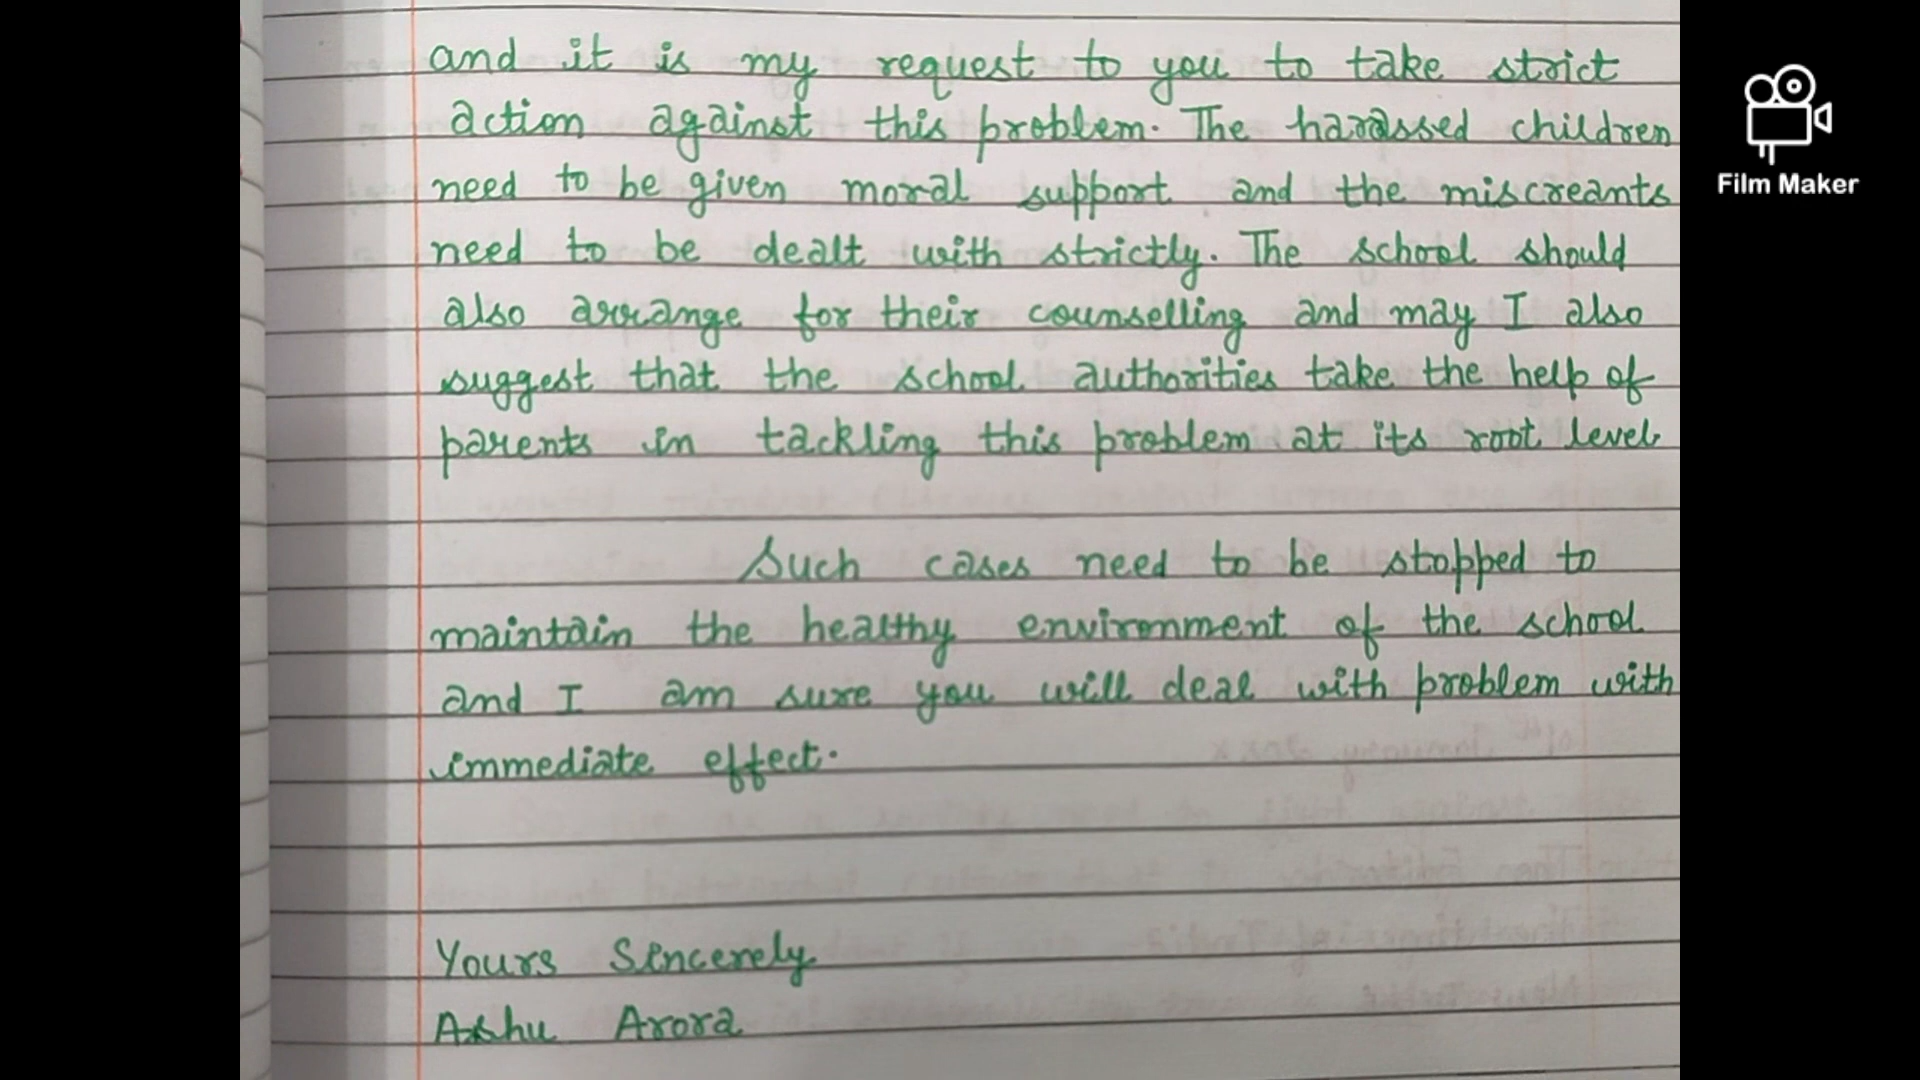 and it is my request to you to take strict
action against this problem. The harassed children
need to be given moral support and the miscreants
need to be dealt with strictly. The school should
also arrange for their counselling and may I also
suggest that the school authorities take the help of
parents in tackling this problem at its root level.
Such cases need to be stopped to
maintain the healthy environment of the school
and I am sure you will deal with problem with
immediate effect.
Yours Sincerely
Ashu Arora
Film Maker